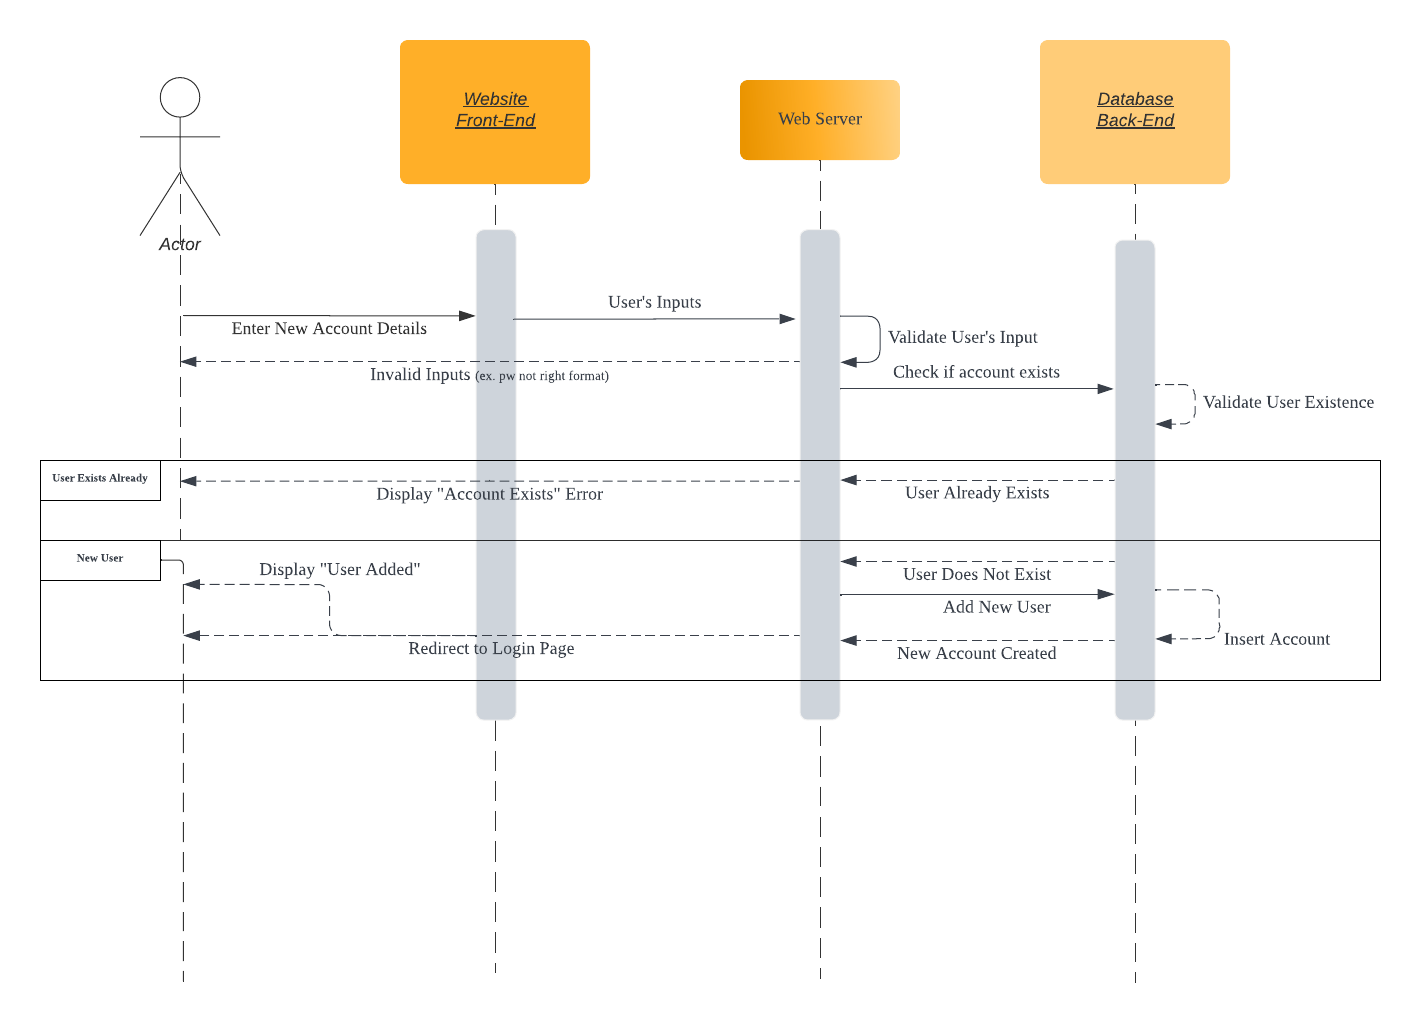 Website
Front-End
Web Server
Database
Back-End
Actor
User's Inputs
Enter New Account Details
Validate User's Input
Invalid Inputs (ex. pw not right format)
Check if account exists
Validate User Existence
User Exists Already
Display "Account Exists" Error
User Already Exists
New User
Display "User Added"
User Does Not Exist
Add New User
Insert Account
Redirect to Login Page
New Account Created